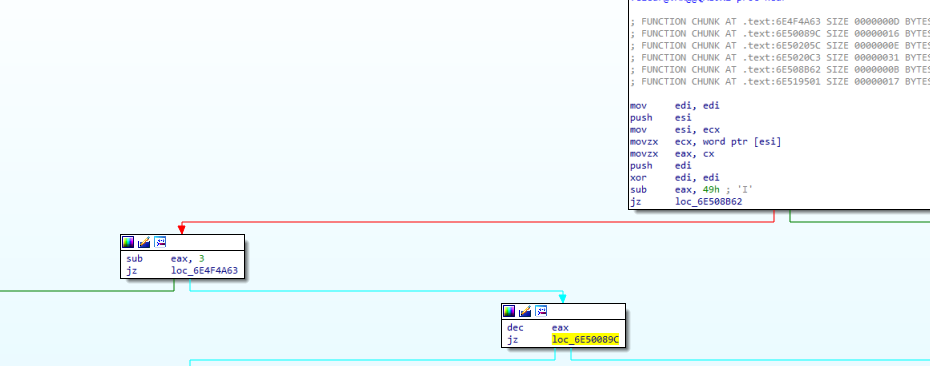 ; FUNCTION CHUNK AT .text:6E4F4A63 SIZE 0000000D BYTES
; FUNCTION CHUNK AT .text:6E50089C SIZE 00000016 BYTES
; FUNCTION CHUNK AT .text:6E50205C SIZE 0000000E BYTES
; FUNCTION CHUNK AT .text:6E5020C3 SIZE 00000031 BYTES
; FUNCTION CHUNK AT .text:6E508B62 SIZE 0000000B BYTES
; FUNCTION CHUNK AT .text:6E519501 SIZE 00000017 BYTES
mov edi, edi
push esi
mov esi, ecx
movzx ecx, word ptr [esi]
movzx eax, cx
push edi
xor edi, edi
sub eax, 49h ; 'I'
jz loc_6E508B62
sub eax, 3
jz loc_6E4F4A63
dec eax
jz loc_6E50089C